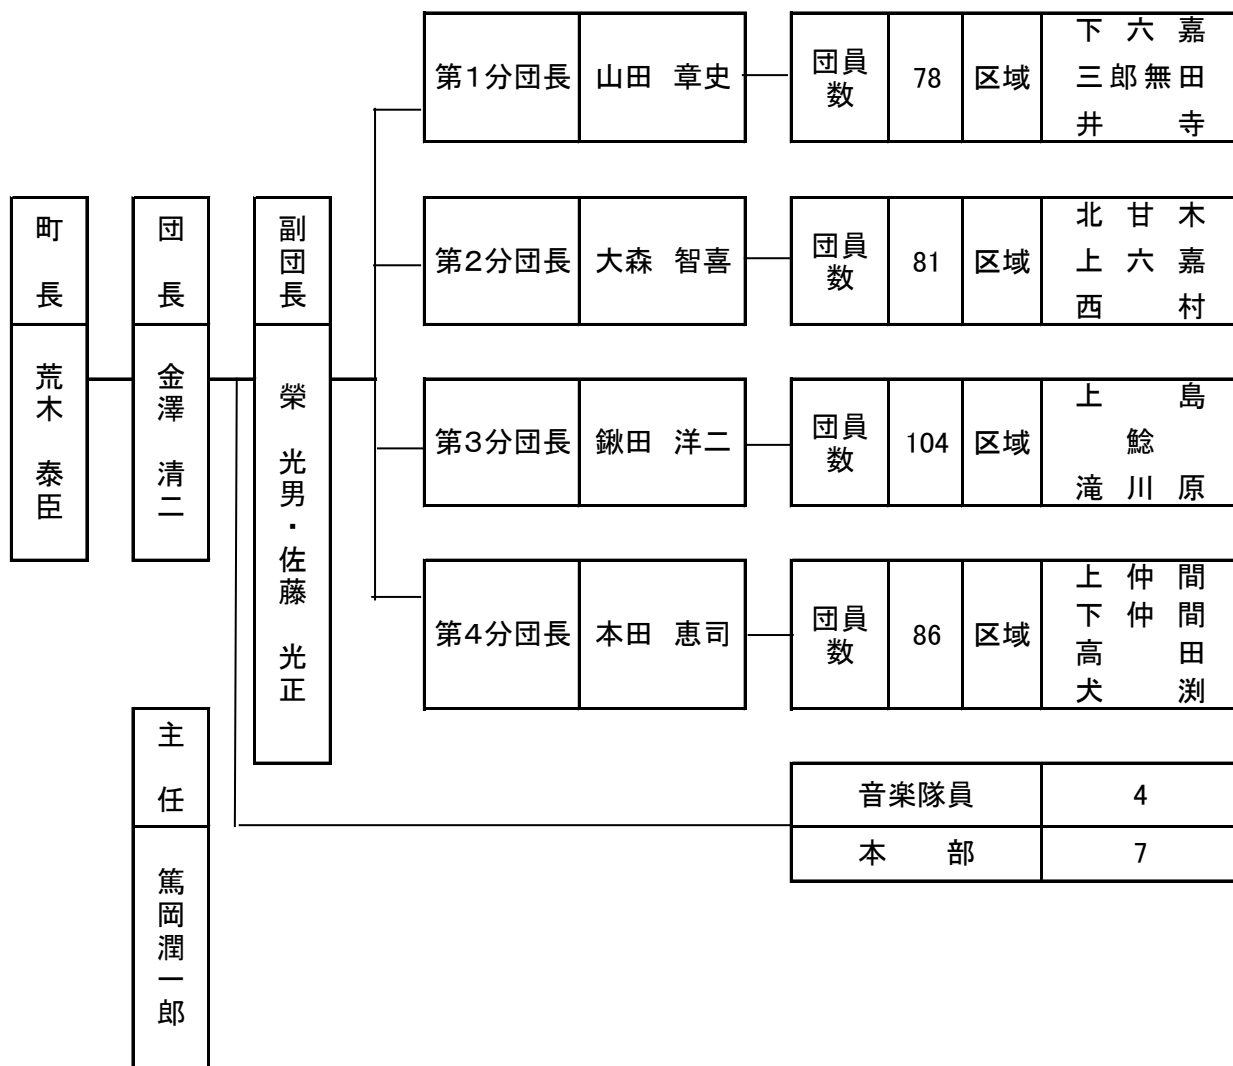 町長
荒木 泰臣
団長
金澤 清二
副団長
榮 光男・佐藤 光正
主任
篤岡潤一郎
第1分団長 山田 章史 団員数 78 区域 下六嘉
三郎無田
井寺
第2分団長 大森 智喜 団員数 81 区域 北甘木
上六嘉
西村
第3分団長 鍬田 洋二 団員数 104 区域 上島
鯰
滝川原
第4分団長 本田 恵司 団員数 86 区域 上仲間
下仲間
高田
犬渕
音楽隊員 4
本部 7